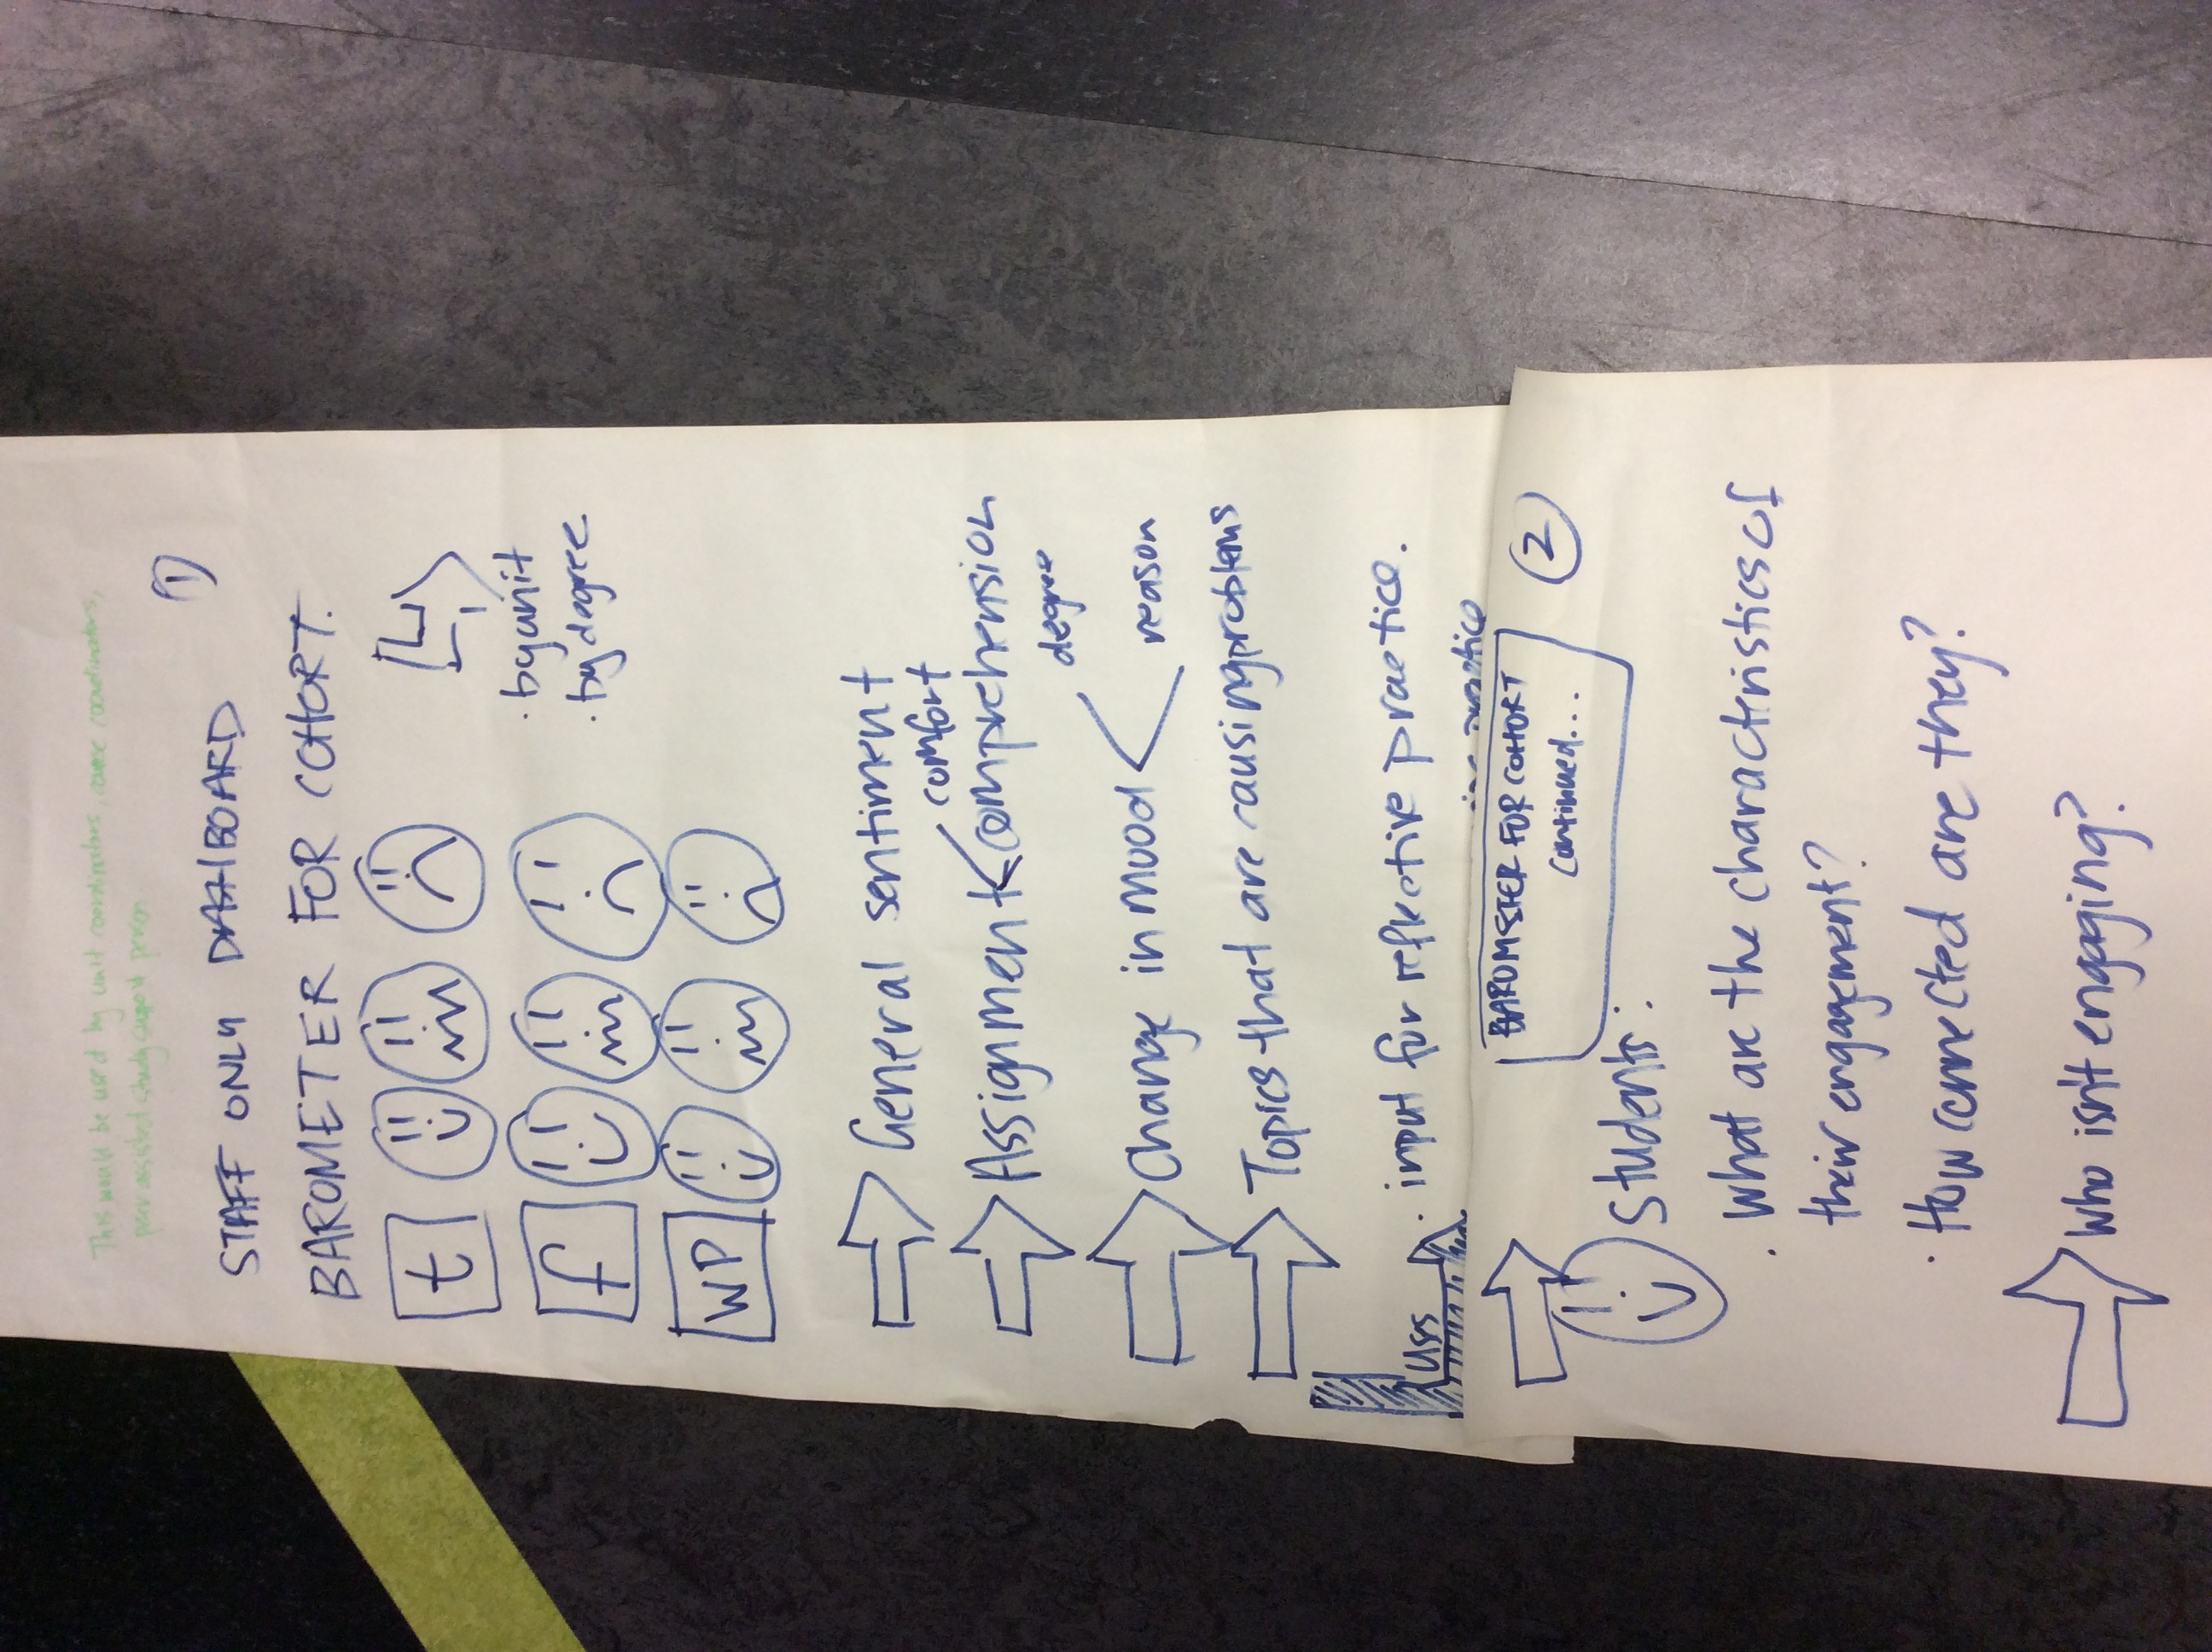 This would be used by unit coordinators, course coordinators,
peer assisted study support person.
1
STAFF ONLY DASHBOARD
BAROMETER FOR COHORT.
t
f
· by unit
· by degree
WP
General sentiment
comfort
Assignment comprehension
degree
Change in mood
reason
Topics that are causing problems
uses
· input for reflective practice.
practice
BAROMETER FOR COHORT
continued...
2
Students:
· What are the characteristics of
their engagement?
· How connected are they?
Who isn't engaging?